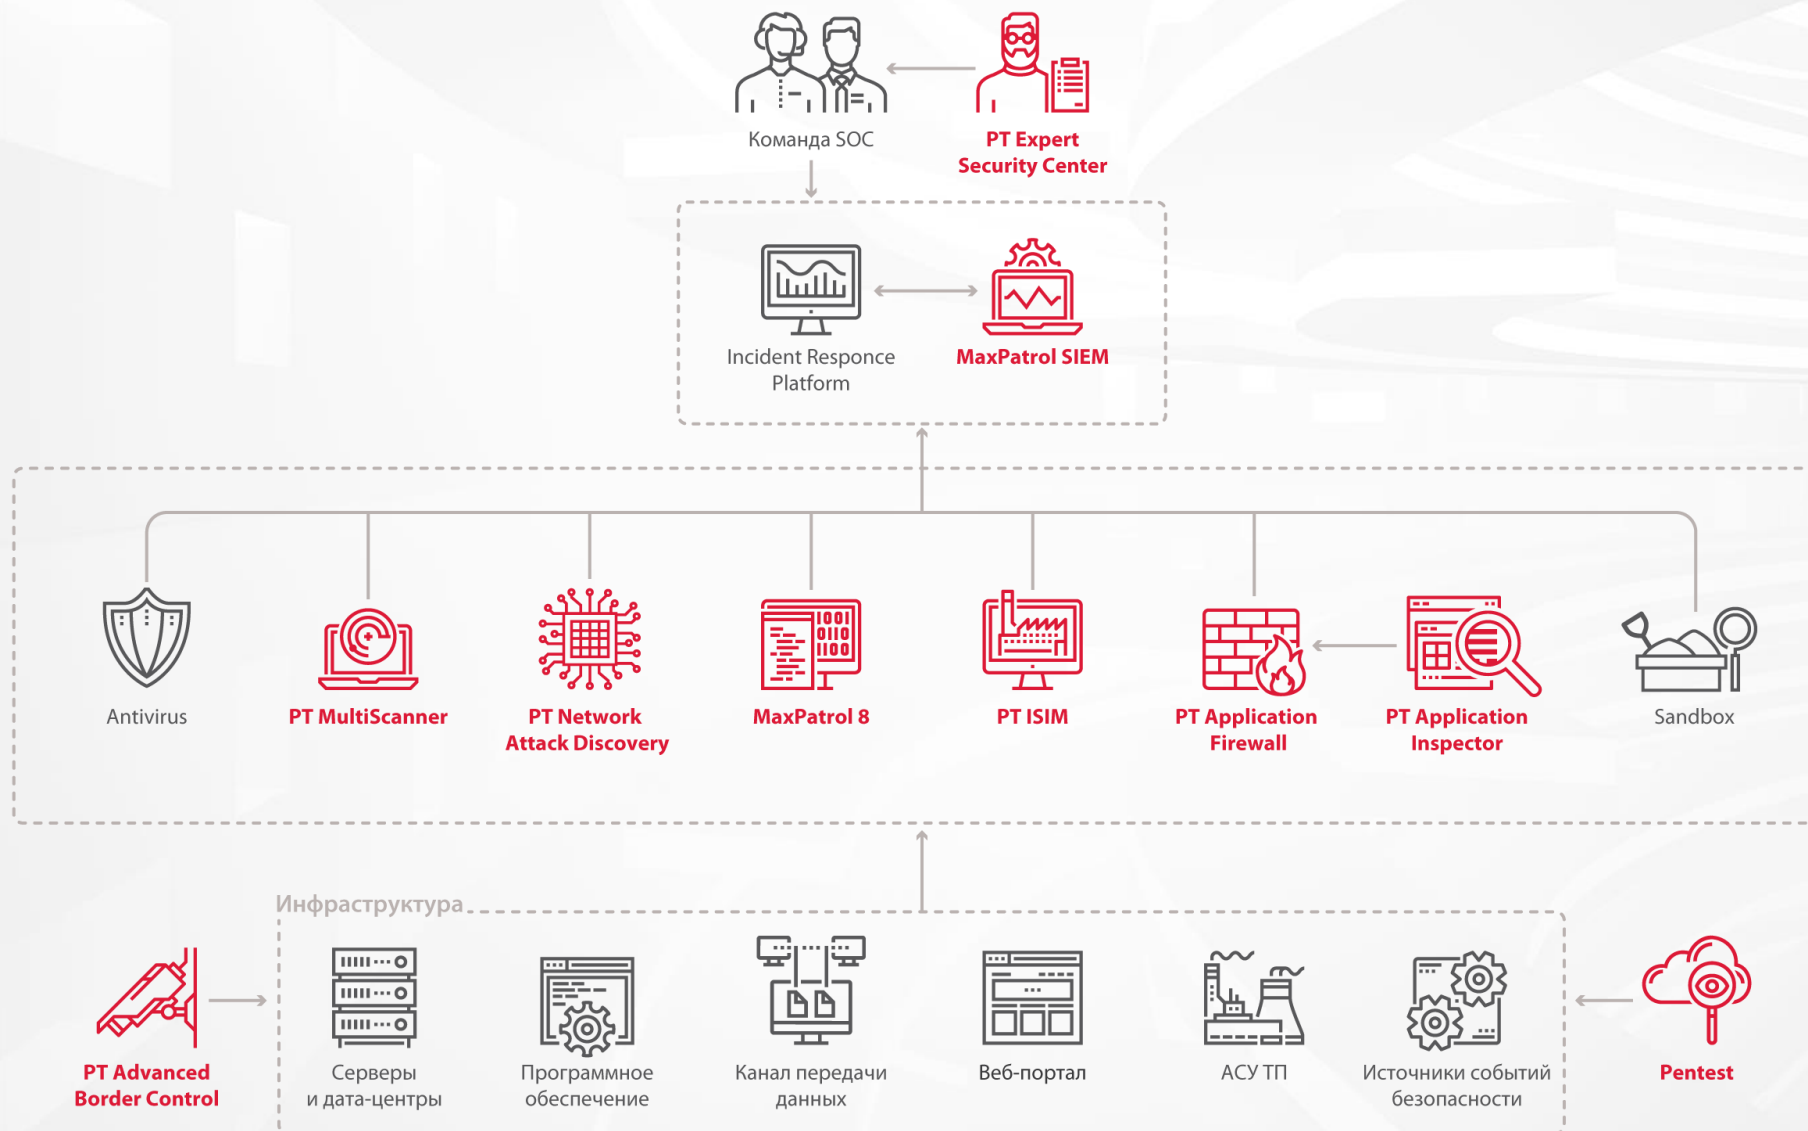 Команда SOC
PT Expert
Security Center
Incident Responce
Platform
MaxPatrol SIEM
Antivirus
PT MultiScanner
PT Network
Attack Discovery
MaxPatrol 8
PT ISIM
PT Application
Firewall
PT Application
Inspector
Sandbox
Инфраструктура
PT Advanced
Border Control
Серверы
и дата-центры
Программное
обеспечение
Канал передачи
данных
Веб-портал
АСУ ТП
Источники событий
безопасности
Pentest